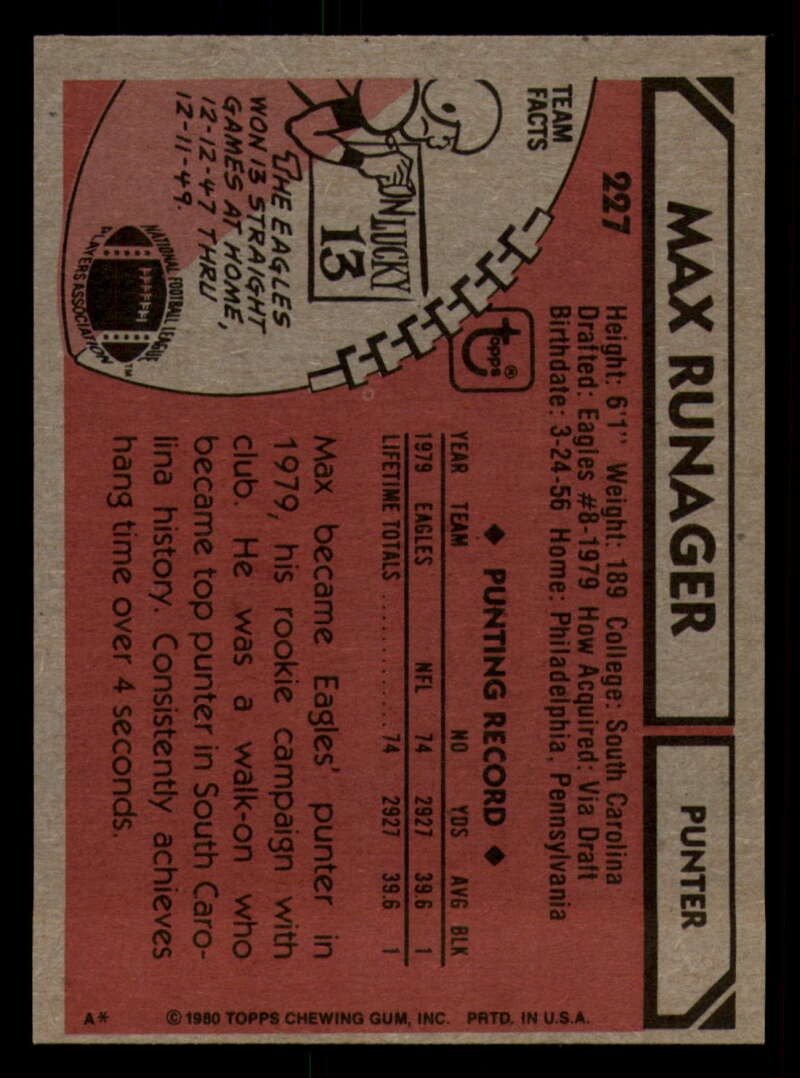 MAX RUNAGER
PUNTER
227
Height: 6'1" Weight: 189 College: South Carolina
Drafted: Eagles #8-1979 How Acquired: Via Draft
Birthdate: 3-24-56 Home: Philadelphia, Pennsylvania
TEAM
FACTS
UNLUCKY
13
THE EAGLES
WON 13 STRAIGHT
GAMES AT HOME,
12-12-47 THRU
12-11-49.
NATIONAL FOOTBALL LEAGUE
PLAYERS ASSOCIATION™
topps®
◆ PUNTING RECORD ◆
YEAR TEAM NO YDS AVG BLK
1979 EAGLES NFL 74 2927 39.6 1
LIFETIME TOTALS ............ 74 2927 39.6 1
Max became Eagles' punter in
1979, his rookie campaign with
club. He was a walk-on who
became top punter in South Caro-
lina history. Consistently achieves
hang time over 4 seconds.
A* © 1980 TOPPS CHEWING GUM, INC. PRTD. IN U.S.A.